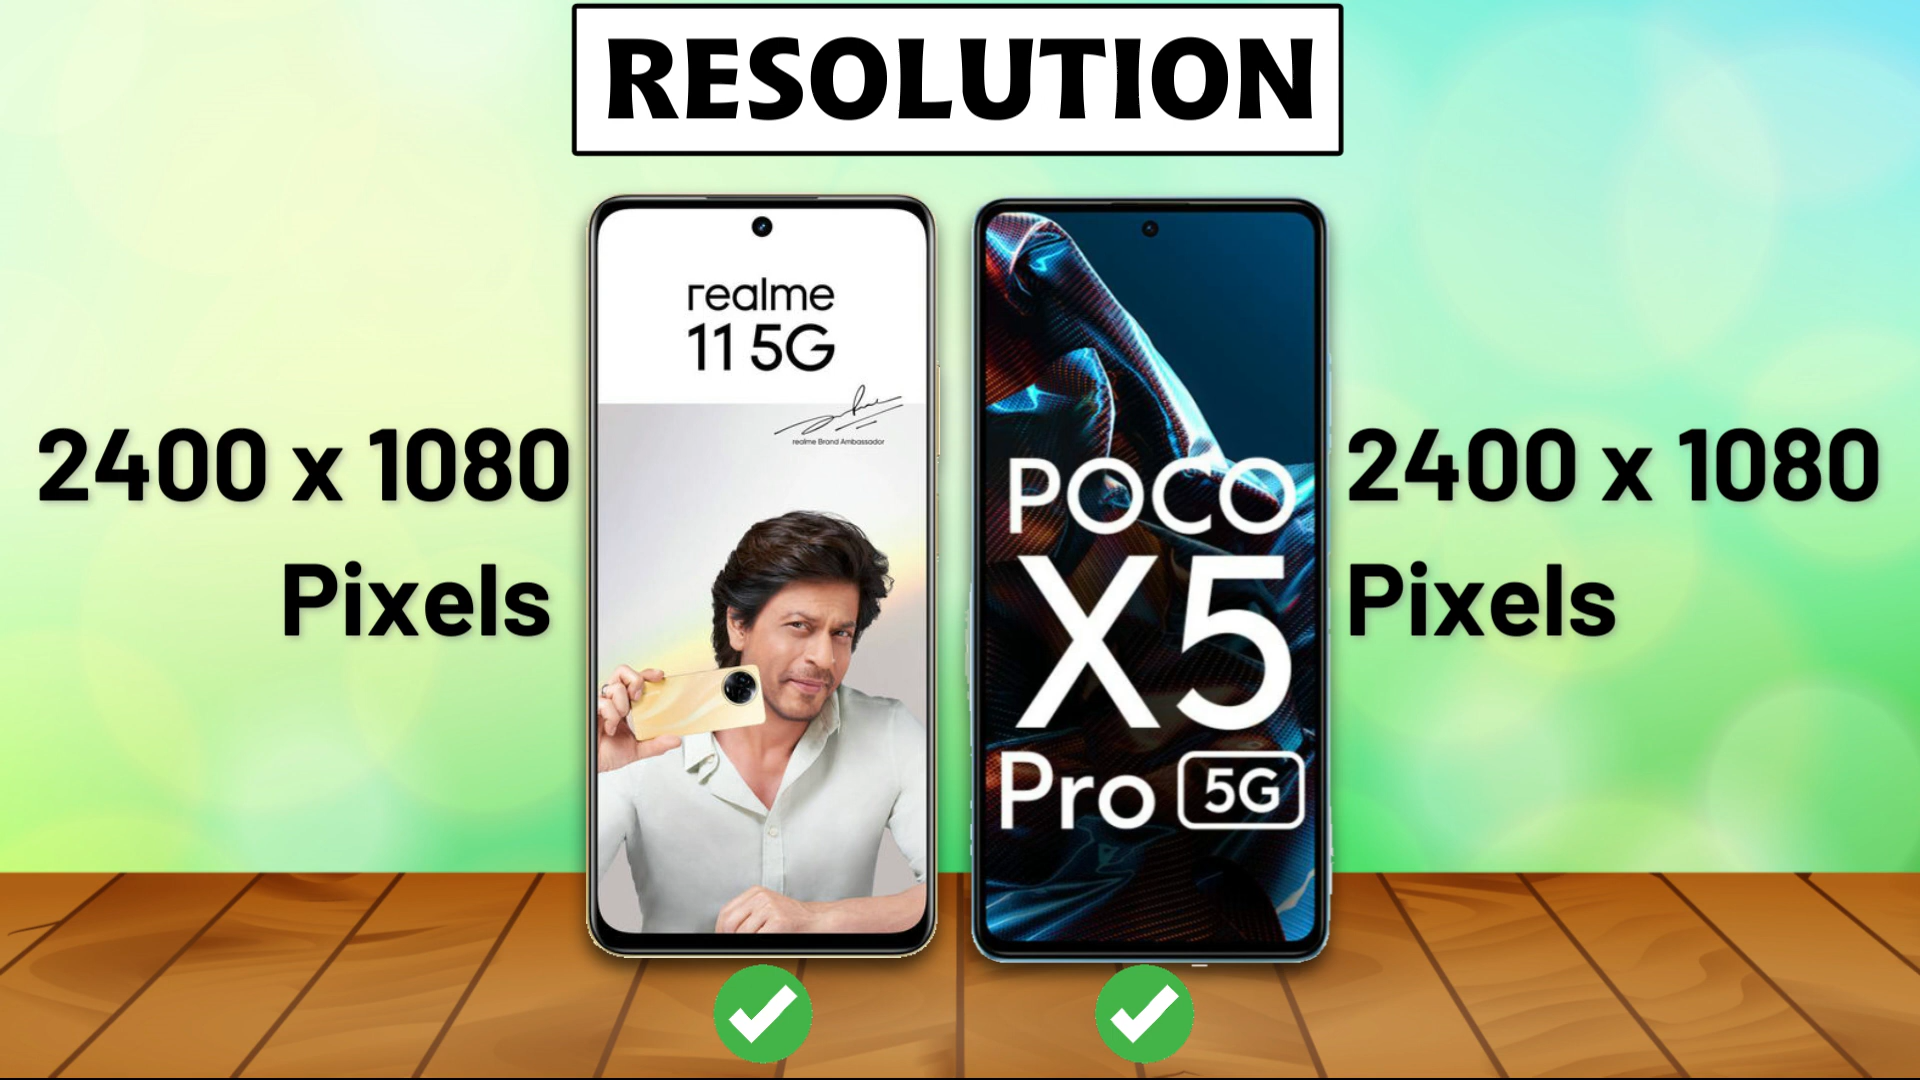 RESOLUTION
realme
11 5G
realme Brand Ambassador
2400 x 1080
Pixels
POCO
X5
Pro 5G
2400 x 1080
Pixels